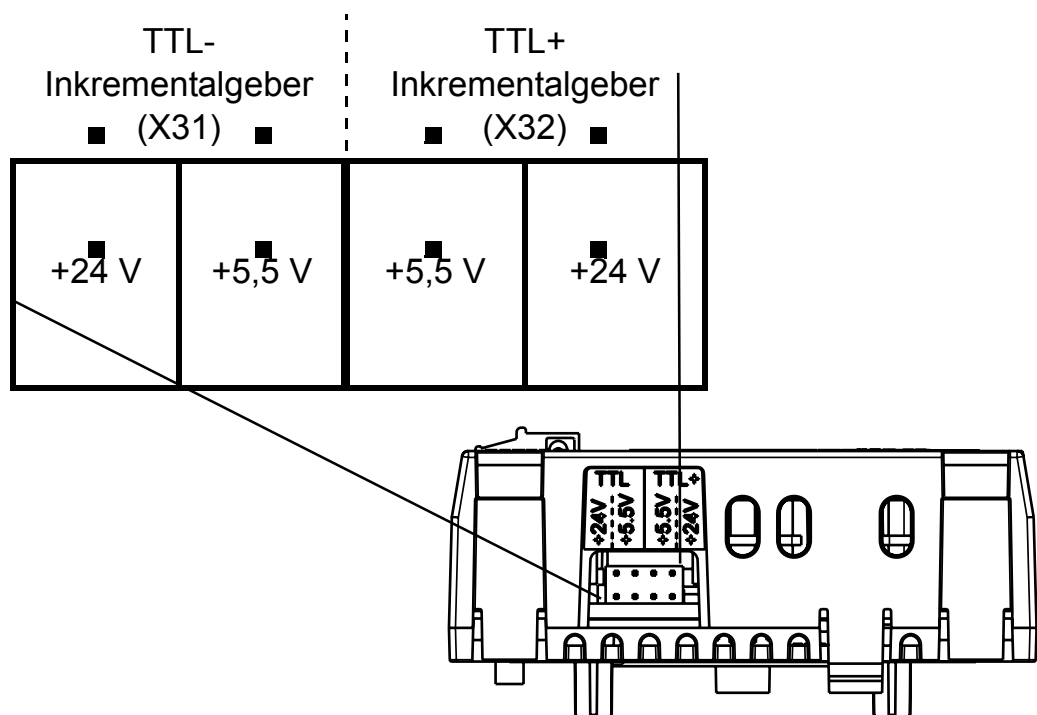 TTL-
Inkrementalgeber
(X31)
TTL+
Inkrementalgeber
(X32)
+24 V
+5,5 V
+5,5 V
+24 V
TTL
TTL+
+24V
+5.5V
+5.5V
+24V